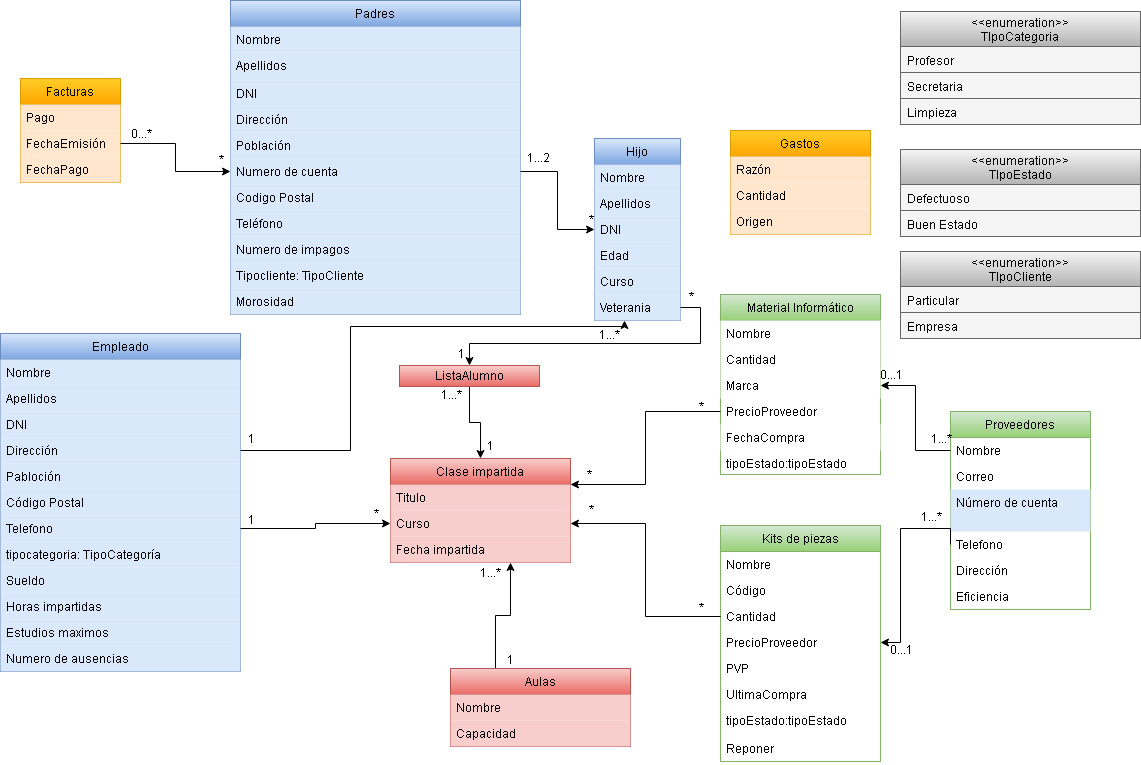 Padres
Nombre
Apellidos
DNI
Dirección
Población
Numero de cuenta
Codigo Postal
Teléfono
Numero de impagos
Tipocliente: TipoCliente
Morosidad
Facturas
Pago
FechaEmisión
FechaPago
0...*
*
1...2
*
Hijo
Nombre
Apellidos
DNI
Edad
Curso
Veterania
*
1...*
Gastos
Razón
Cantidad
Origen
<<enumeration>>
TIpoCategoria
Profesor
Secretaria
Limpieza
<<enumeration>>
TIpoEstado
Defectuoso
Buen Estado
<<enumeration>>
TIpoCliente
Particular
Empresa
Empleado
Nombre
Apellidos
DNI
Dirección
Pabloción
Código Postal
Telefono
tipocategoria: TipoCategoría
Sueldo
Horas impartidas
Estudios maximos
Numero de ausencias
1
1
*
1
ListaAlumno
1...*
1
Clase impartida
Titulo
Curso
Fecha impartida
1...*
1
Aulas
Nombre
Capacidad
*
*
*
*
Material Informático
Nombre
Cantidad
Marca
PrecioProveedor
FechaCompra
tipoEstado:tipoEstado
0...1
1...*
Kits de piezas
Nombre
Código
Cantidad
PrecioProveedor
PVP
UltimaCompra
tipoEstado:tipoEstado
Reponer
1...*
0...1
Proveedores
Nombre
Correo
Número de cuenta
Telefono
Dirección
Eficiencia